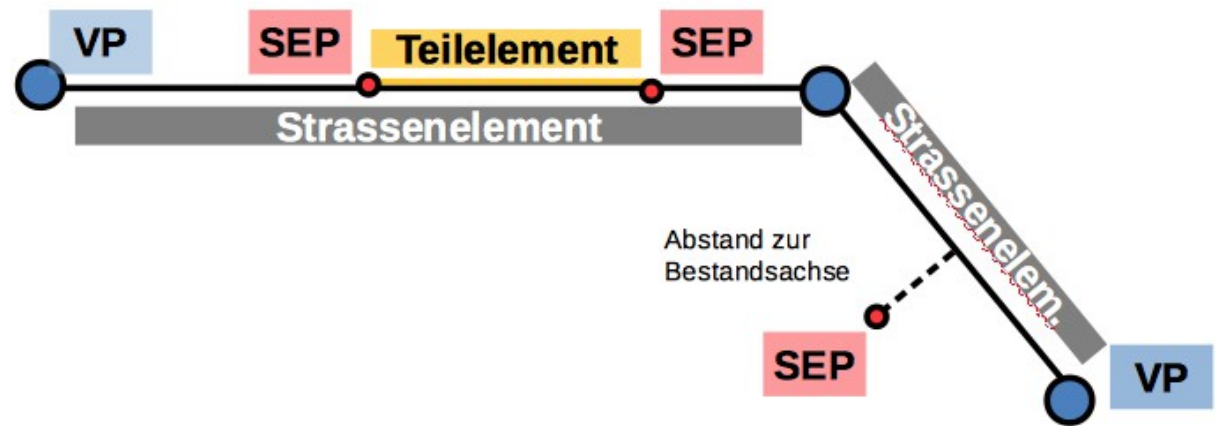 VP
SEP
Teilelement
SEP
Strassenelement
Strassenelem.
Abstand zur
Bestandsachse
SEP
VP